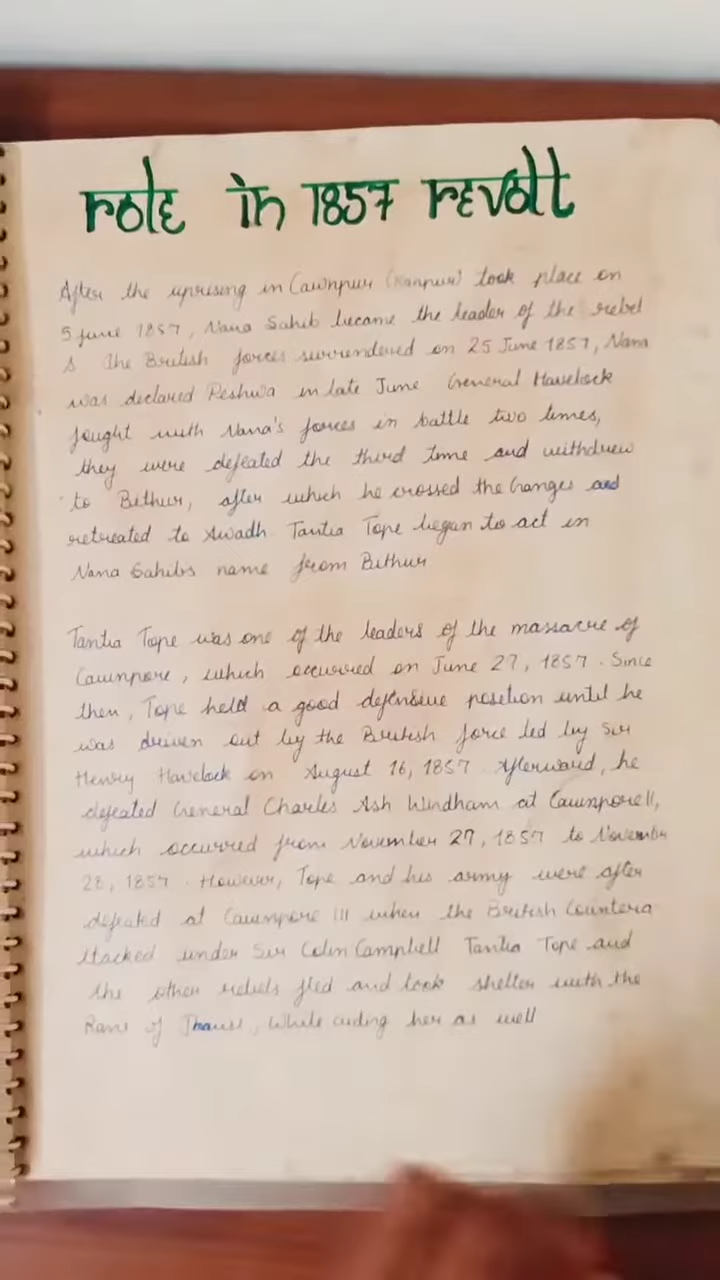 role in 1857 revolt
After the uprising in Cawnpur (Kanpur) took place on
5 June 1857, Nana Sahib became the leader of the rebel
s The British forces surrendered on 25 June 1857, Nana
was declared Peshwa in late June General Havelock
fought with Nana's forces in battle two times,
they were defeated the third time and withdrew
to Bithur, after which he crossed the Ganges and
retreated to Awadh Tantia Tope began to act in
Nana Sahibs name from Bithur
Tantia Tope was one of the leaders of the massacre of
Cawnpore, which occurred on June 27, 1857. Since
then, Tope held a good defensive position until he
was driven out by the British force led by Sir
Henry Havelock on August 16, 1857 Afterward, he
defeated General Charles Ash Windham at Cawnpore II,
which occurred from November 27, 1857 to November
28, 1857. However, Tope and his army were after
defeated at Cawnpore III when the British Countera
ttacked under Sir Colin Campbell Tantia Tope and
the other rebels fled and took shelter with the
Rani of Jhansi, While aiding her as well